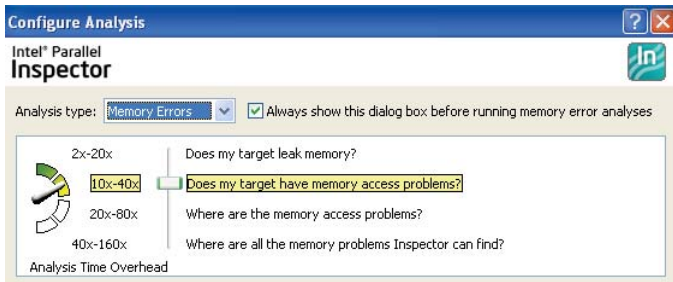 Configure Analysis
Intel® Parallel
Inspector
In
Analysis type: Memory Errors Always show this dialog box before running memory error analyses
2x-20x Does my target leak memory?
10x-40x Does my target have memory access problems?
20x-80x Where are the memory access problems?
40x-160x Where are all the memory problems Inspector can find?
Analysis Time Overhead